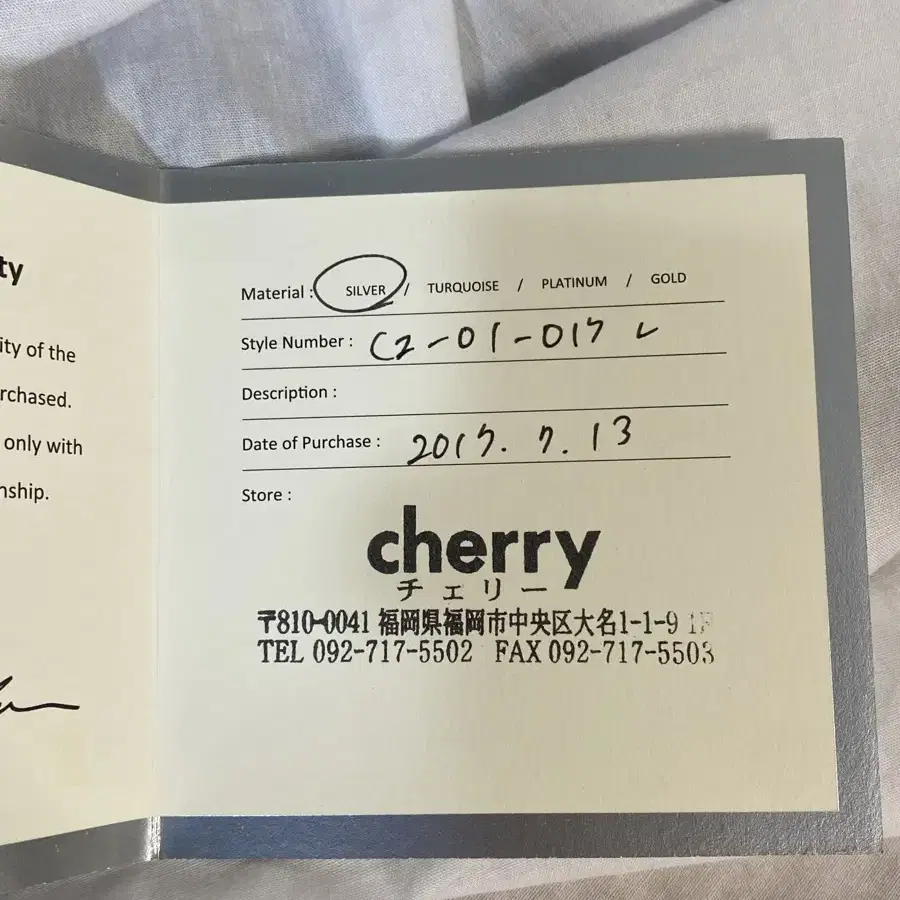 ty
ity of the
rchased.
only with
nship.
Material : SILVER / TURQUOISE / PLATINUM / GOLD
Style Number : C2-01-017 L
Description :
Date of Purchase : 2017. 7. 13
Store :
cherry
チェリー
〒810-0041 福岡県福岡市中央区大名1-1-9 1F
TEL 092-717-5502 FAX 092-717-5503